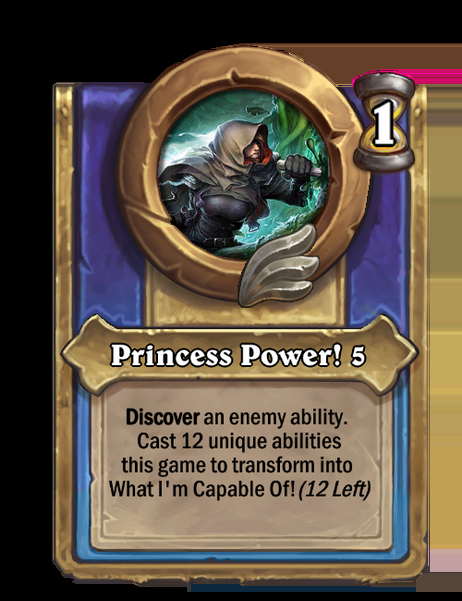 1
Princess Power! 5
Discover an enemy ability.
Cast 12 unique abilities
this game to transform into
What I'm Capable Of! (12 Left)